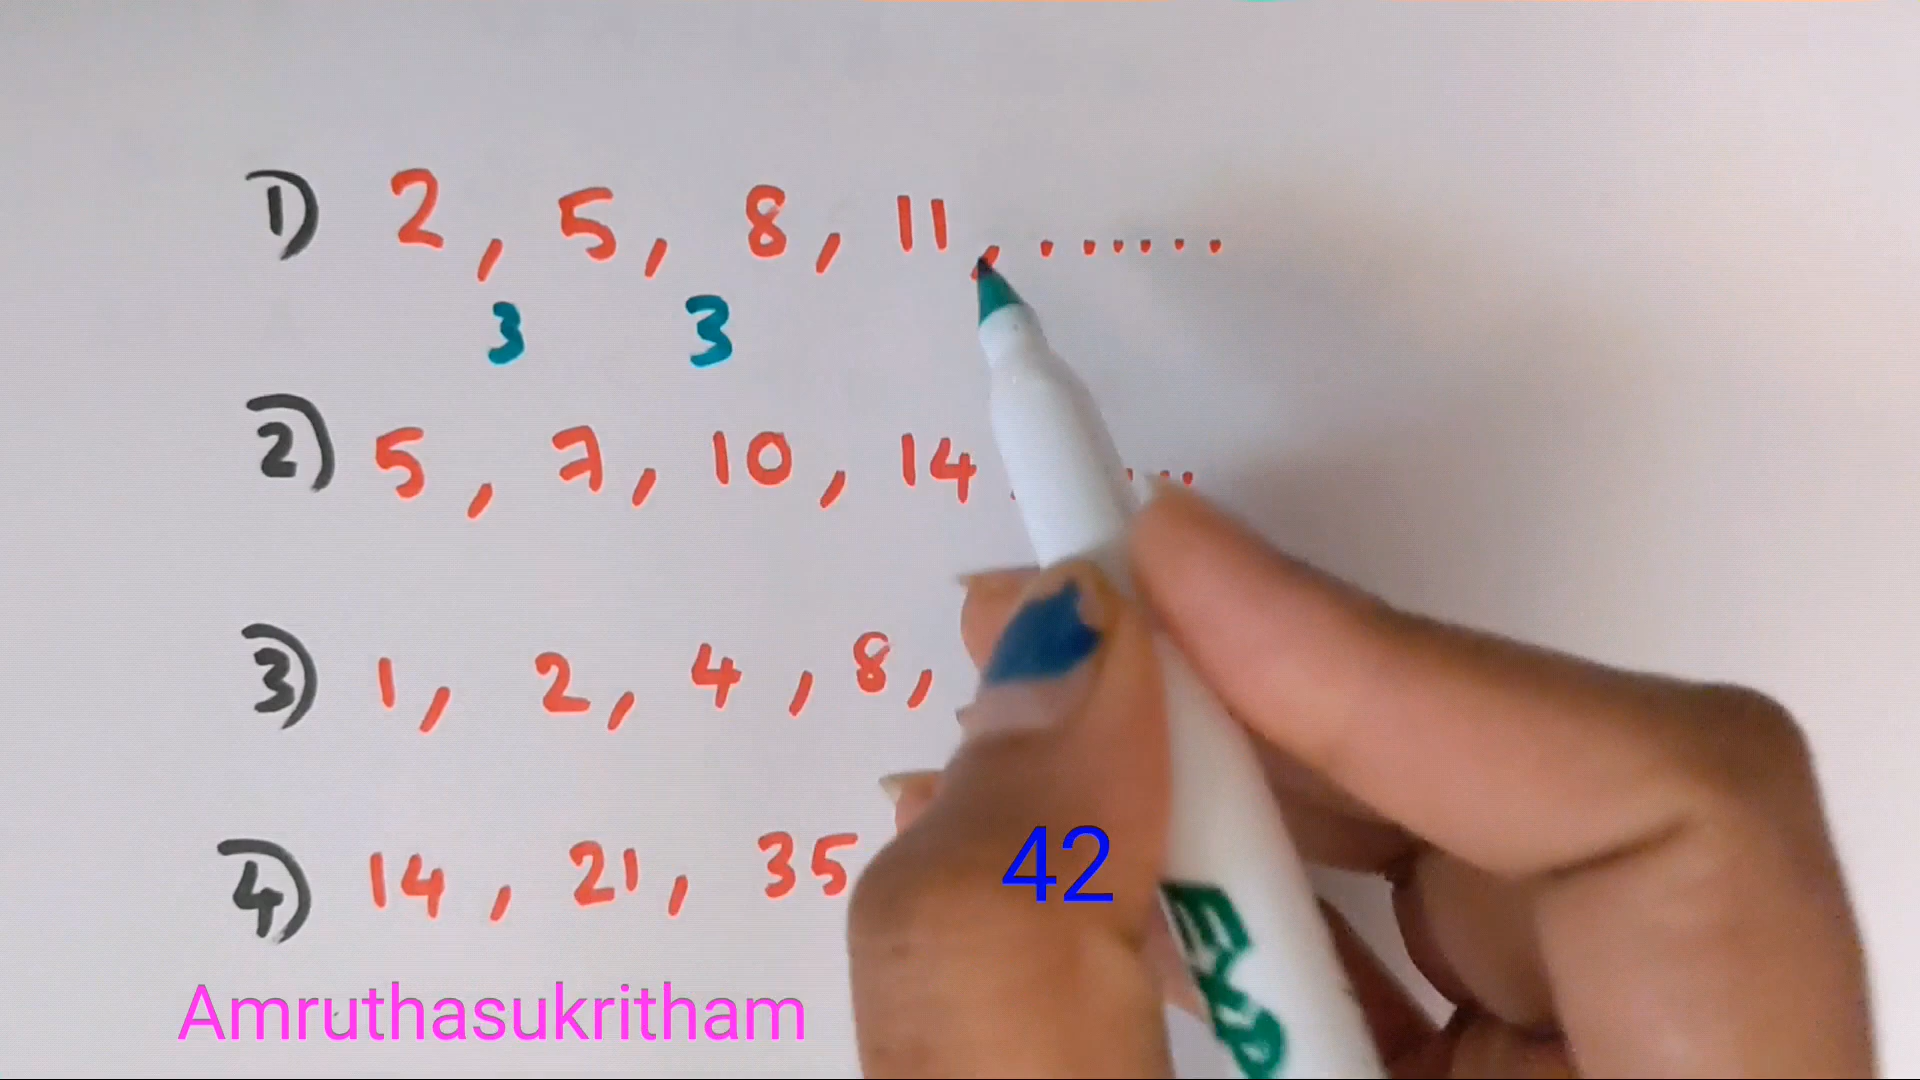 1) 2, 5, 8, 11, ......
3 3
2) 5, 7, 10, 14
3) 1, 2, 4, 8,
4) 14, 21, 35 42
Amruthasukritham